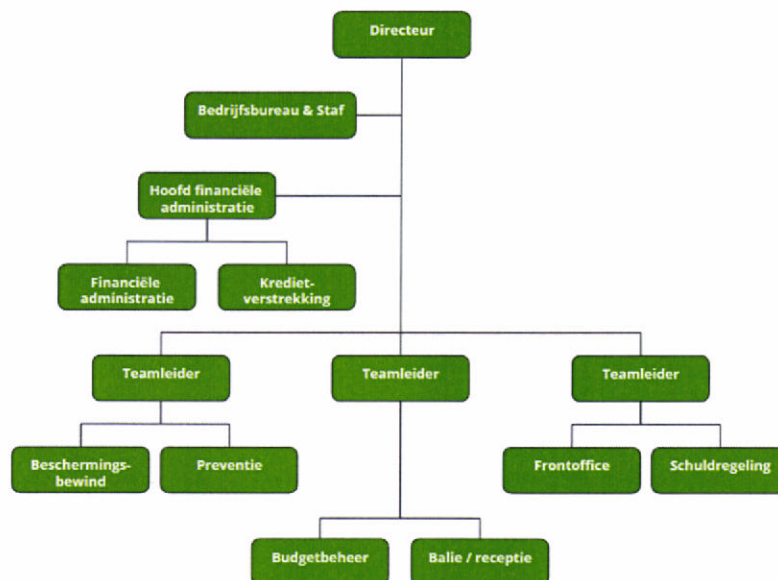 Directeur
Bedrijfsbureau & Staf
Hoofd financiële
administratie
Financiële
administratie
Krediet-
verstrekking
Teamleider
Teamleider
Teamleider
Beschermings-
bewind
Preventie
Frontoffice
Schuldregeling
Budgetbeheer
Balie / receptie